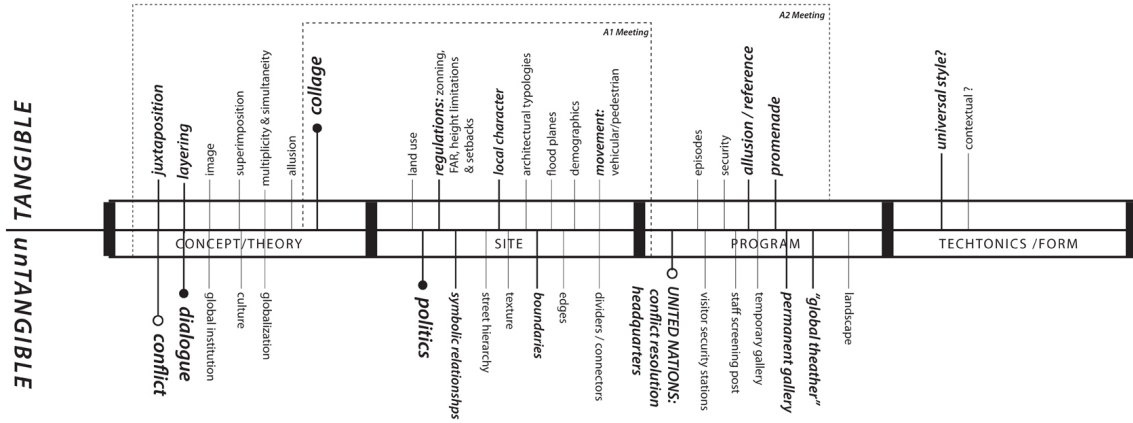 A2 Meeting
A1 Meeting
TANGIBLE
unTANGIBLE
juxtaposition
layering
image
superimposition
multiplicity & simultaneity
allusion
collage
land use
regulations: zonning,
FAR, height limitations
& setbacks
local character
architectural typologies
flood planes
demographics
movement:
vehicular/pedestrian
episodes
security
allusion / reference
promenade
universal style?
contextual ?
CONCEPT/THEORY
SITE
PROGRAM
TECHTONICS /FORM
conflict
dialogue
global institution
culture
globalization
politics
symbolic relationshps
street hierarchy
texture
boundaries
edges
dividers / connectors
UNITED NATIONS:
conflict resolution
headquarters
visitor security stations
staff screening post
temporary gallery
permanent gallery
“global theather”
landscape